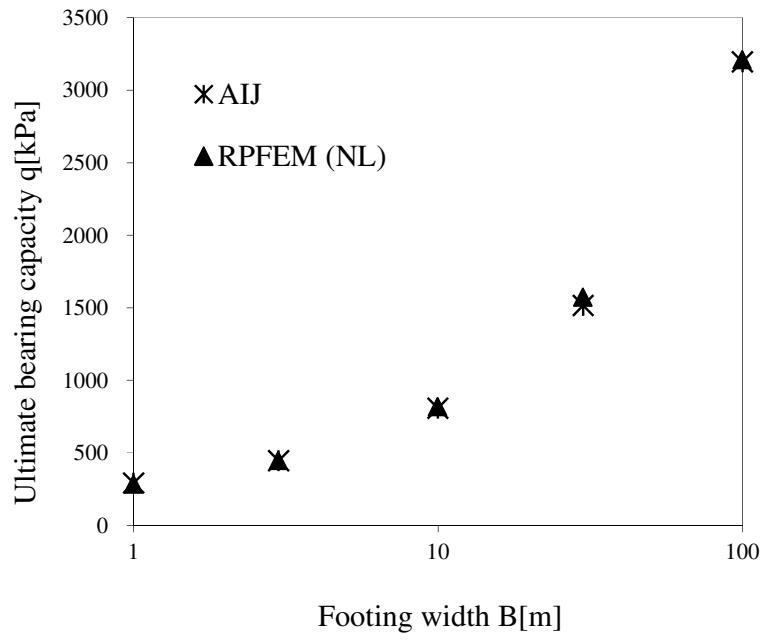 3500
3000
2500
2000
1500
1000
500
0
Ultimate bearing capacity q[kPa]
AIJ
RPFEM (NL)
1
10
100
Footing width B[m]